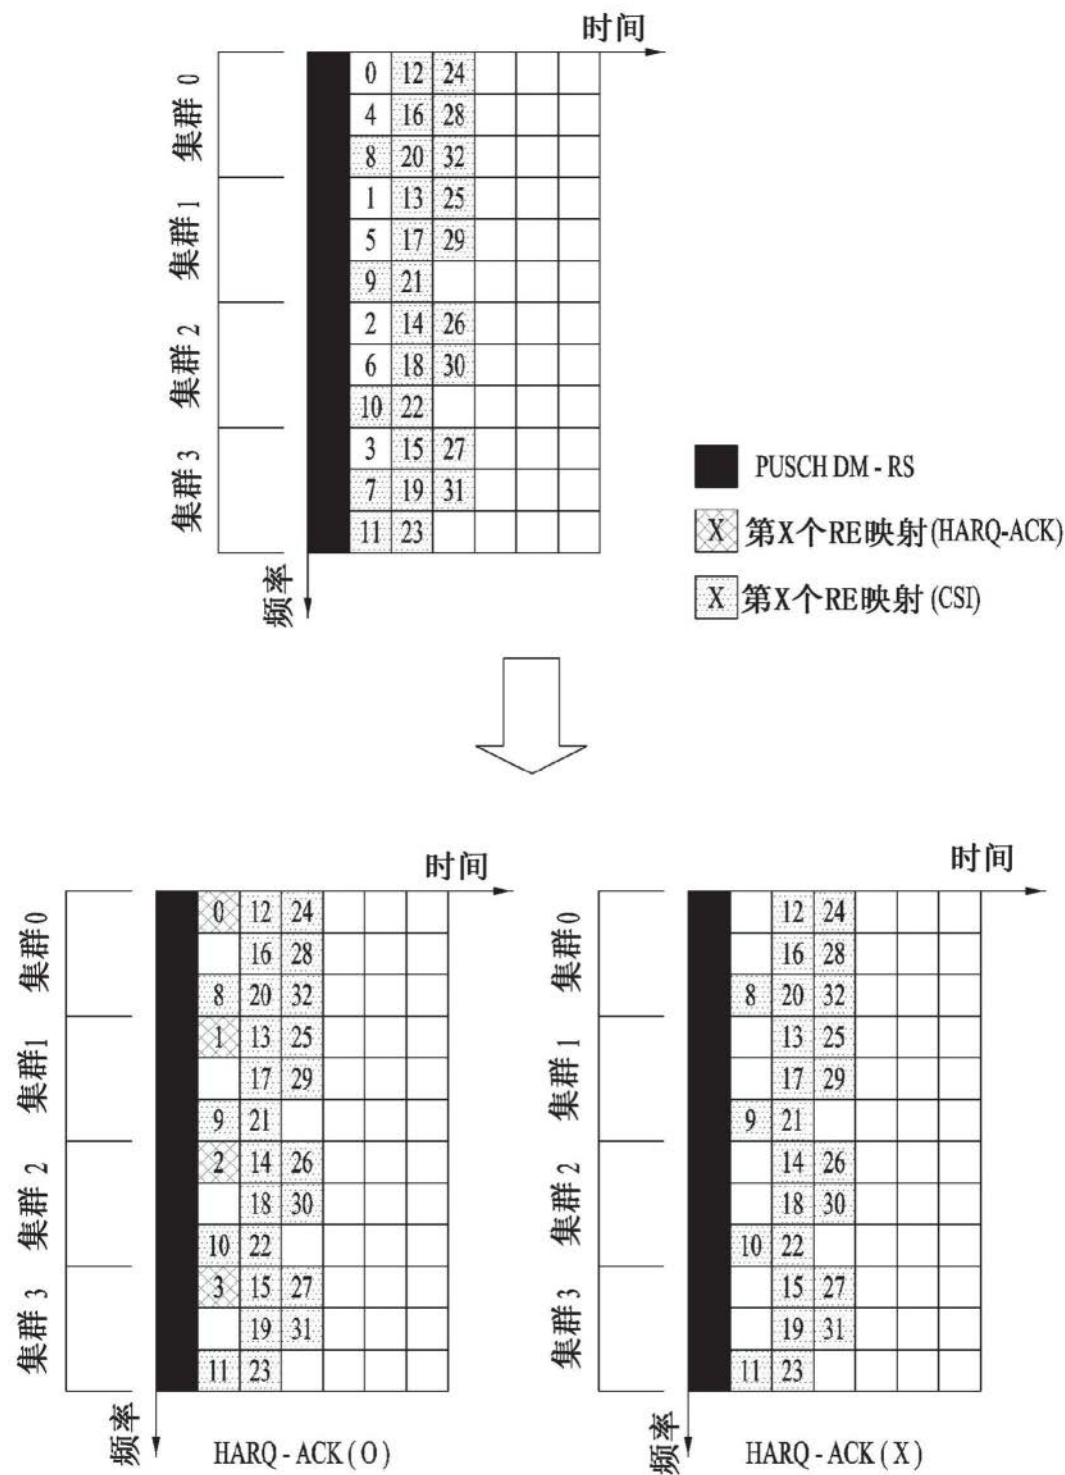 时间
0 12 24
4 16 28
8 20 32
1 13 25
5 17 29
9 21
2 14 26
6 18 30
10 22
3 15 27
7 19 31
11 23
集群 0
集群 1
集群 2
集群 3
频率
PUSCH DM - RS
X 第X个RE映射(HARQ-ACK)
X 第X个RE映射(CSI)
时间
0 12 24
16 28
8 20 32
1 13 25
17 29
9 21
2 14 26
18 30
10 22
3 15 27
19 31
11 23
集群0
集群1
集群 2
集群 3
频率
HARQ - ACK ( O )
时间
12 24
16 28
8 20 32
13 25
17 29
9 21
14 26
18 30
10 22
15 27
19 31
11 23
集群0
集群 1
集群 2
集群3
频率
HARQ - ACK ( X )